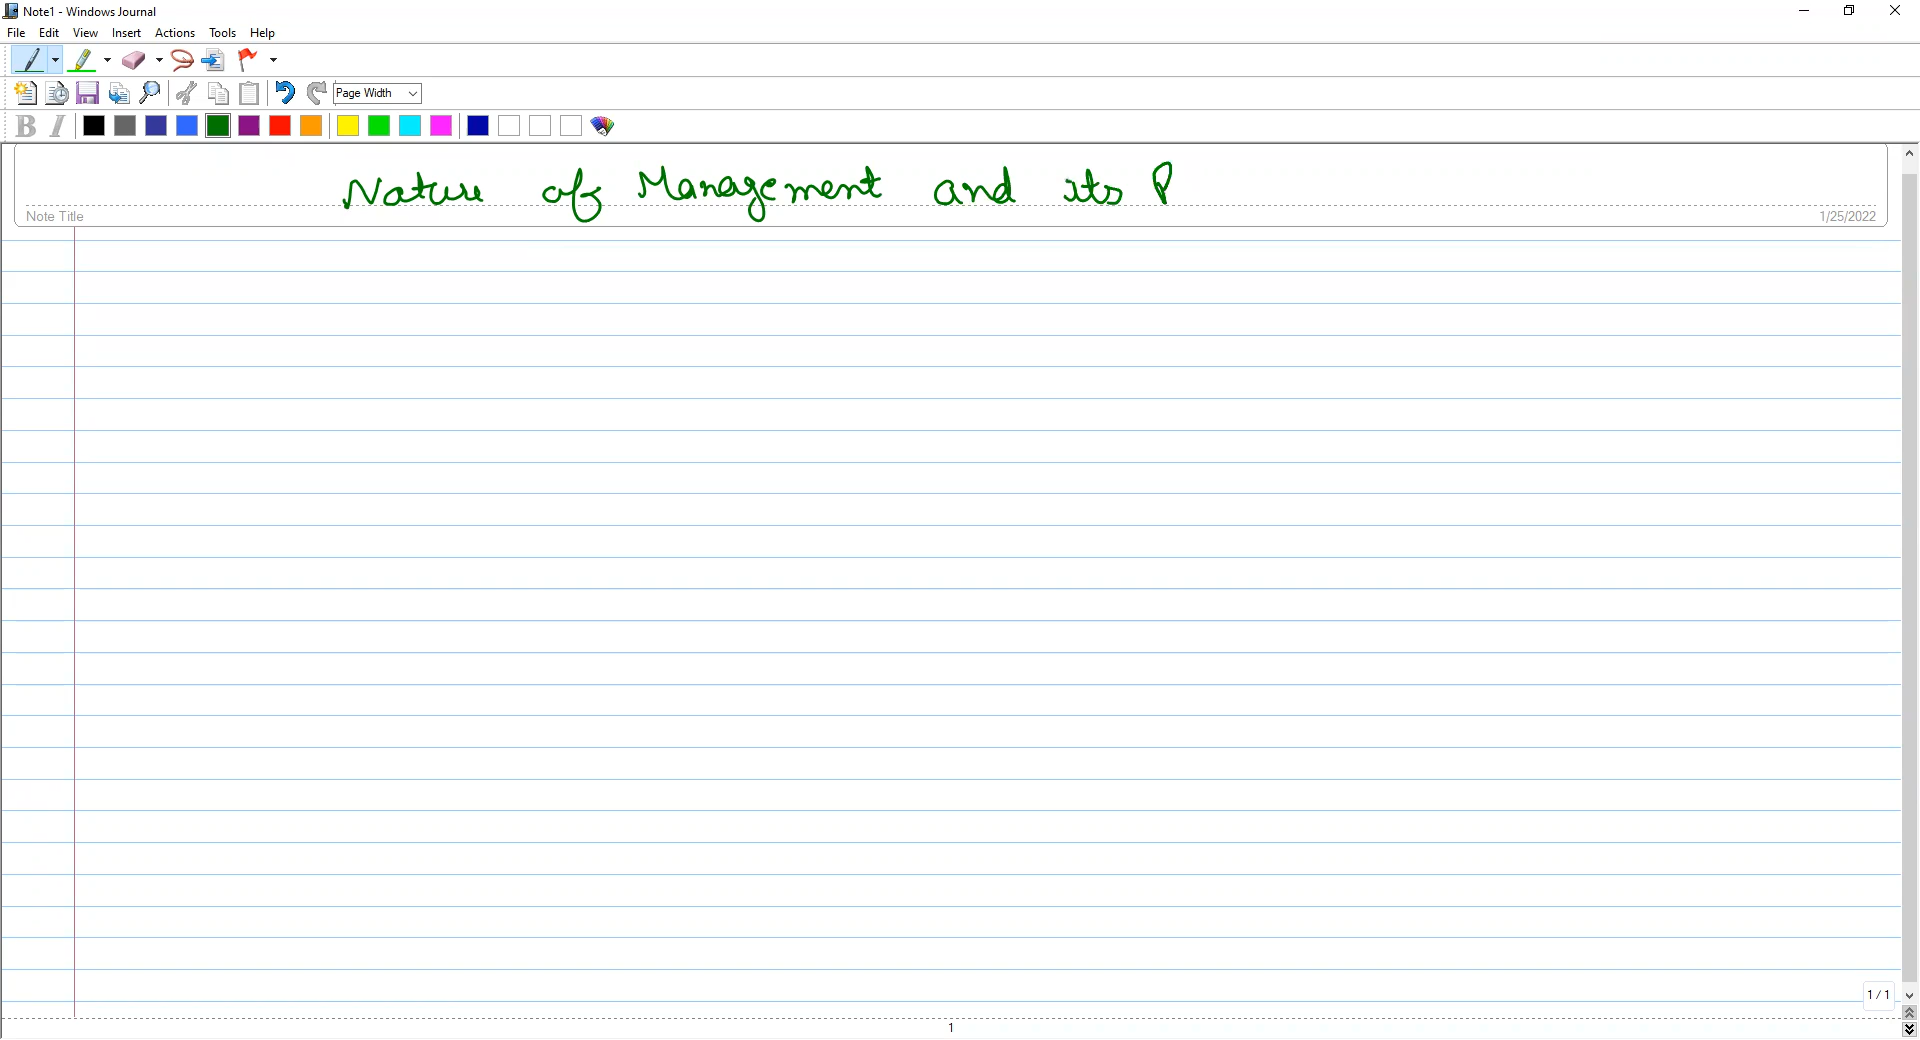 Note1 - Windows Journal
File Edit View Insert Actions Tools Help
Page Width
B I
Nature of Management and its P
Note Title
1/25/2022
1 / 1
1